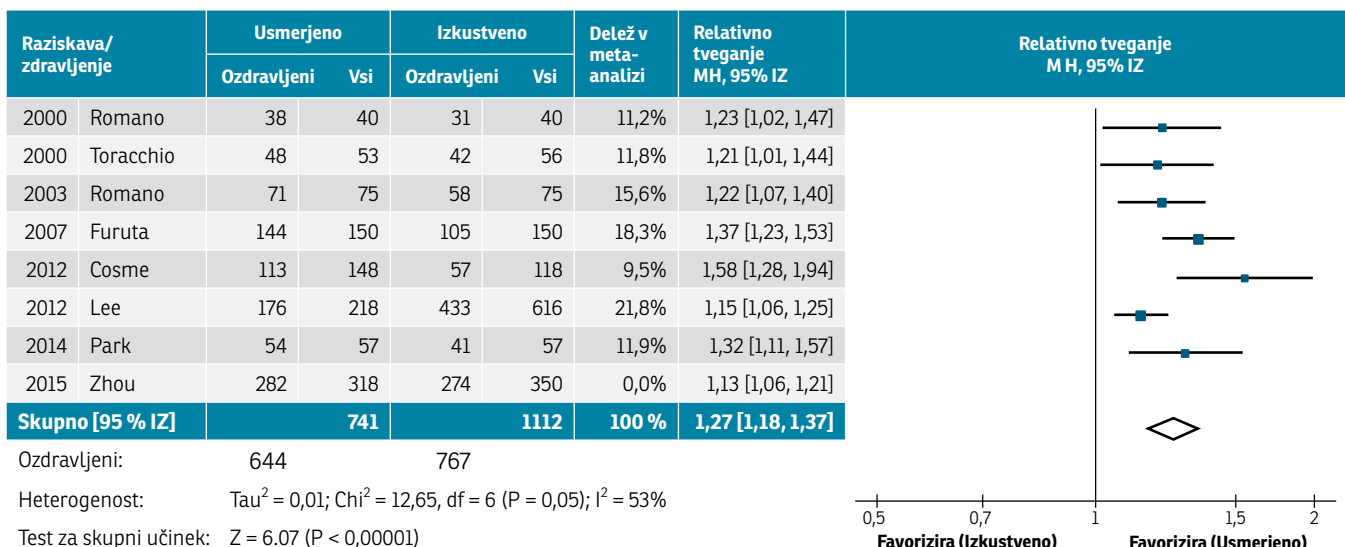 Raziskava/ zdravljenje Usmerjeno Izkustveno Delež v meta- analizi Relativno tveganje MH, 95% IZ Relativno tveganje M H, 95% IZ
Ozdravljeni Vsi Ozdravljeni Vsi
2000 Romano 38 40 31 40 11,2% 1,23 [1,02, 1,47]
2000 Toracchio 48 53 42 56 11,8% 1,21 [1,01, 1,44]
2003 Romano 71 75 58 75 15,6% 1,22 [1,07, 1,40]
2007 Furuta 144 150 105 150 18,3% 1,37 [1,23, 1,53]
2012 Cosme 113 148 57 118 9,5% 1,58 [1,28, 1,94]
2012 Lee 176 218 433 616 21,8% 1,15 [1,06, 1,25]
2014 Park 54 57 41 57 11,9% 1,32 [1,11, 1,57]
2015 Zhou 282 318 274 350 0,0% 1,13 [1,06, 1,21]
Skupno [95 % IZ] 741 1112 100 % 1,27 [1,18, 1,37]
Ozdravljeni: 644 767
Heterogenost: Tau² = 0,01; Chi² = 12,65, df = 6 (P = 0,05); I² = 53%
Test za skupni učinek: Z = 6.07 (P < 0,00001)
0,5 0,7 1 1,5 2
Favorizira (Izkustveno) Favorizira (Usmerjeno)